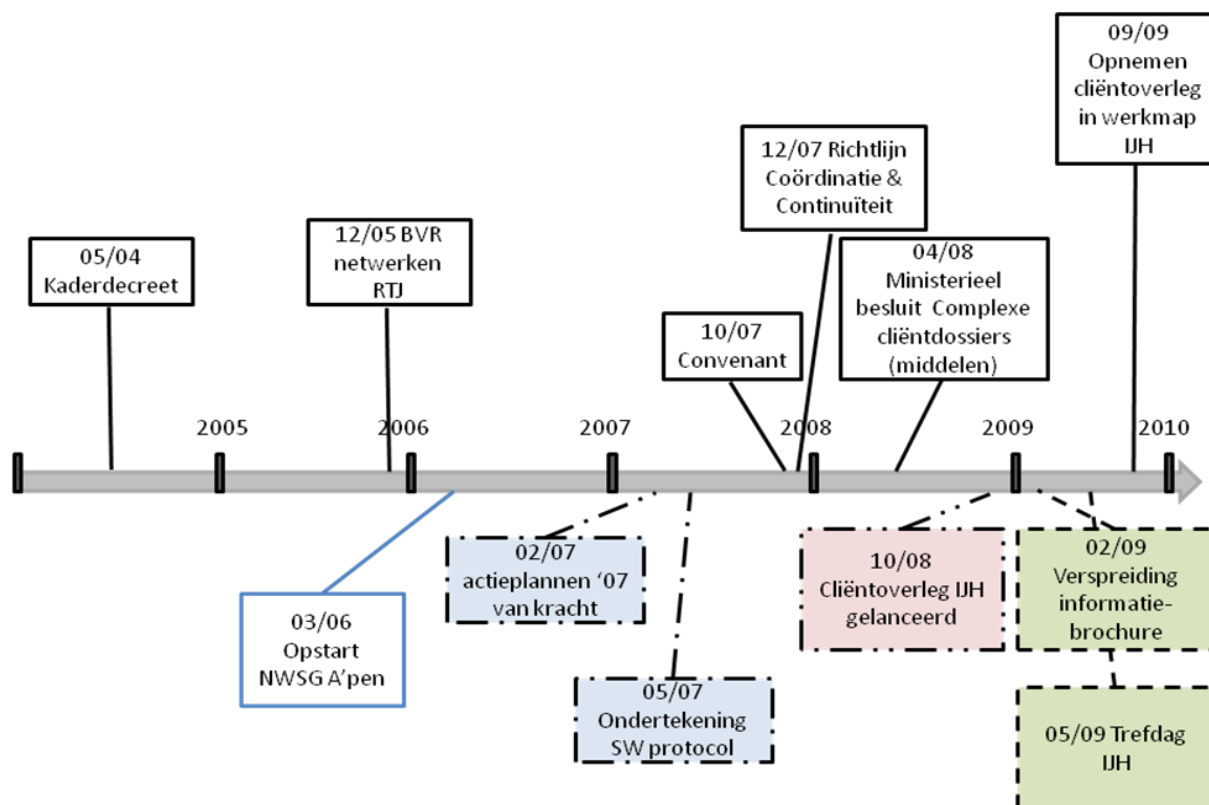 09/09
Opnemen
cliëntoverleg
in werkmap
IJH
12/07 Richtlijn
Coördinatie &
Continuïteit
05/04
Kaderdecreet
12/05 BVR
netwerken
RTJ
04/08
Ministerieel
besluit Complexe
cliëntdossiers
(middelen)
10/07
Convenant
2005
2006
2007
2008
2009
2010
02/07
actieplannen ‘07
van kracht
10/08
Cliëntoverleg IJH
gelanceerd
02/09
Verspreiding
informatie-
brochure
03/06
Opstart
NWSG A’pen
05/07
Ondertekening
SW protocol
05/09 Trefdag
IJH